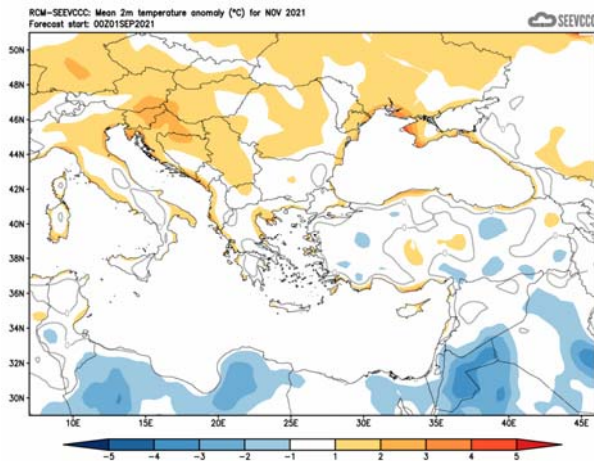 RCM-SEEVCCC: Mean 2m temperature anomaly (°C) for NOV 2021
Forecast start: 00Z01SEP2021
SEEVCCC
50N
48N
46N
44N
42N
40N
38N
36N
34N
32N
30N
10E 15E 20E 25E 30E 35E 40E 45E
-5 -4 -3 -2 -1 1 2 3 4 5